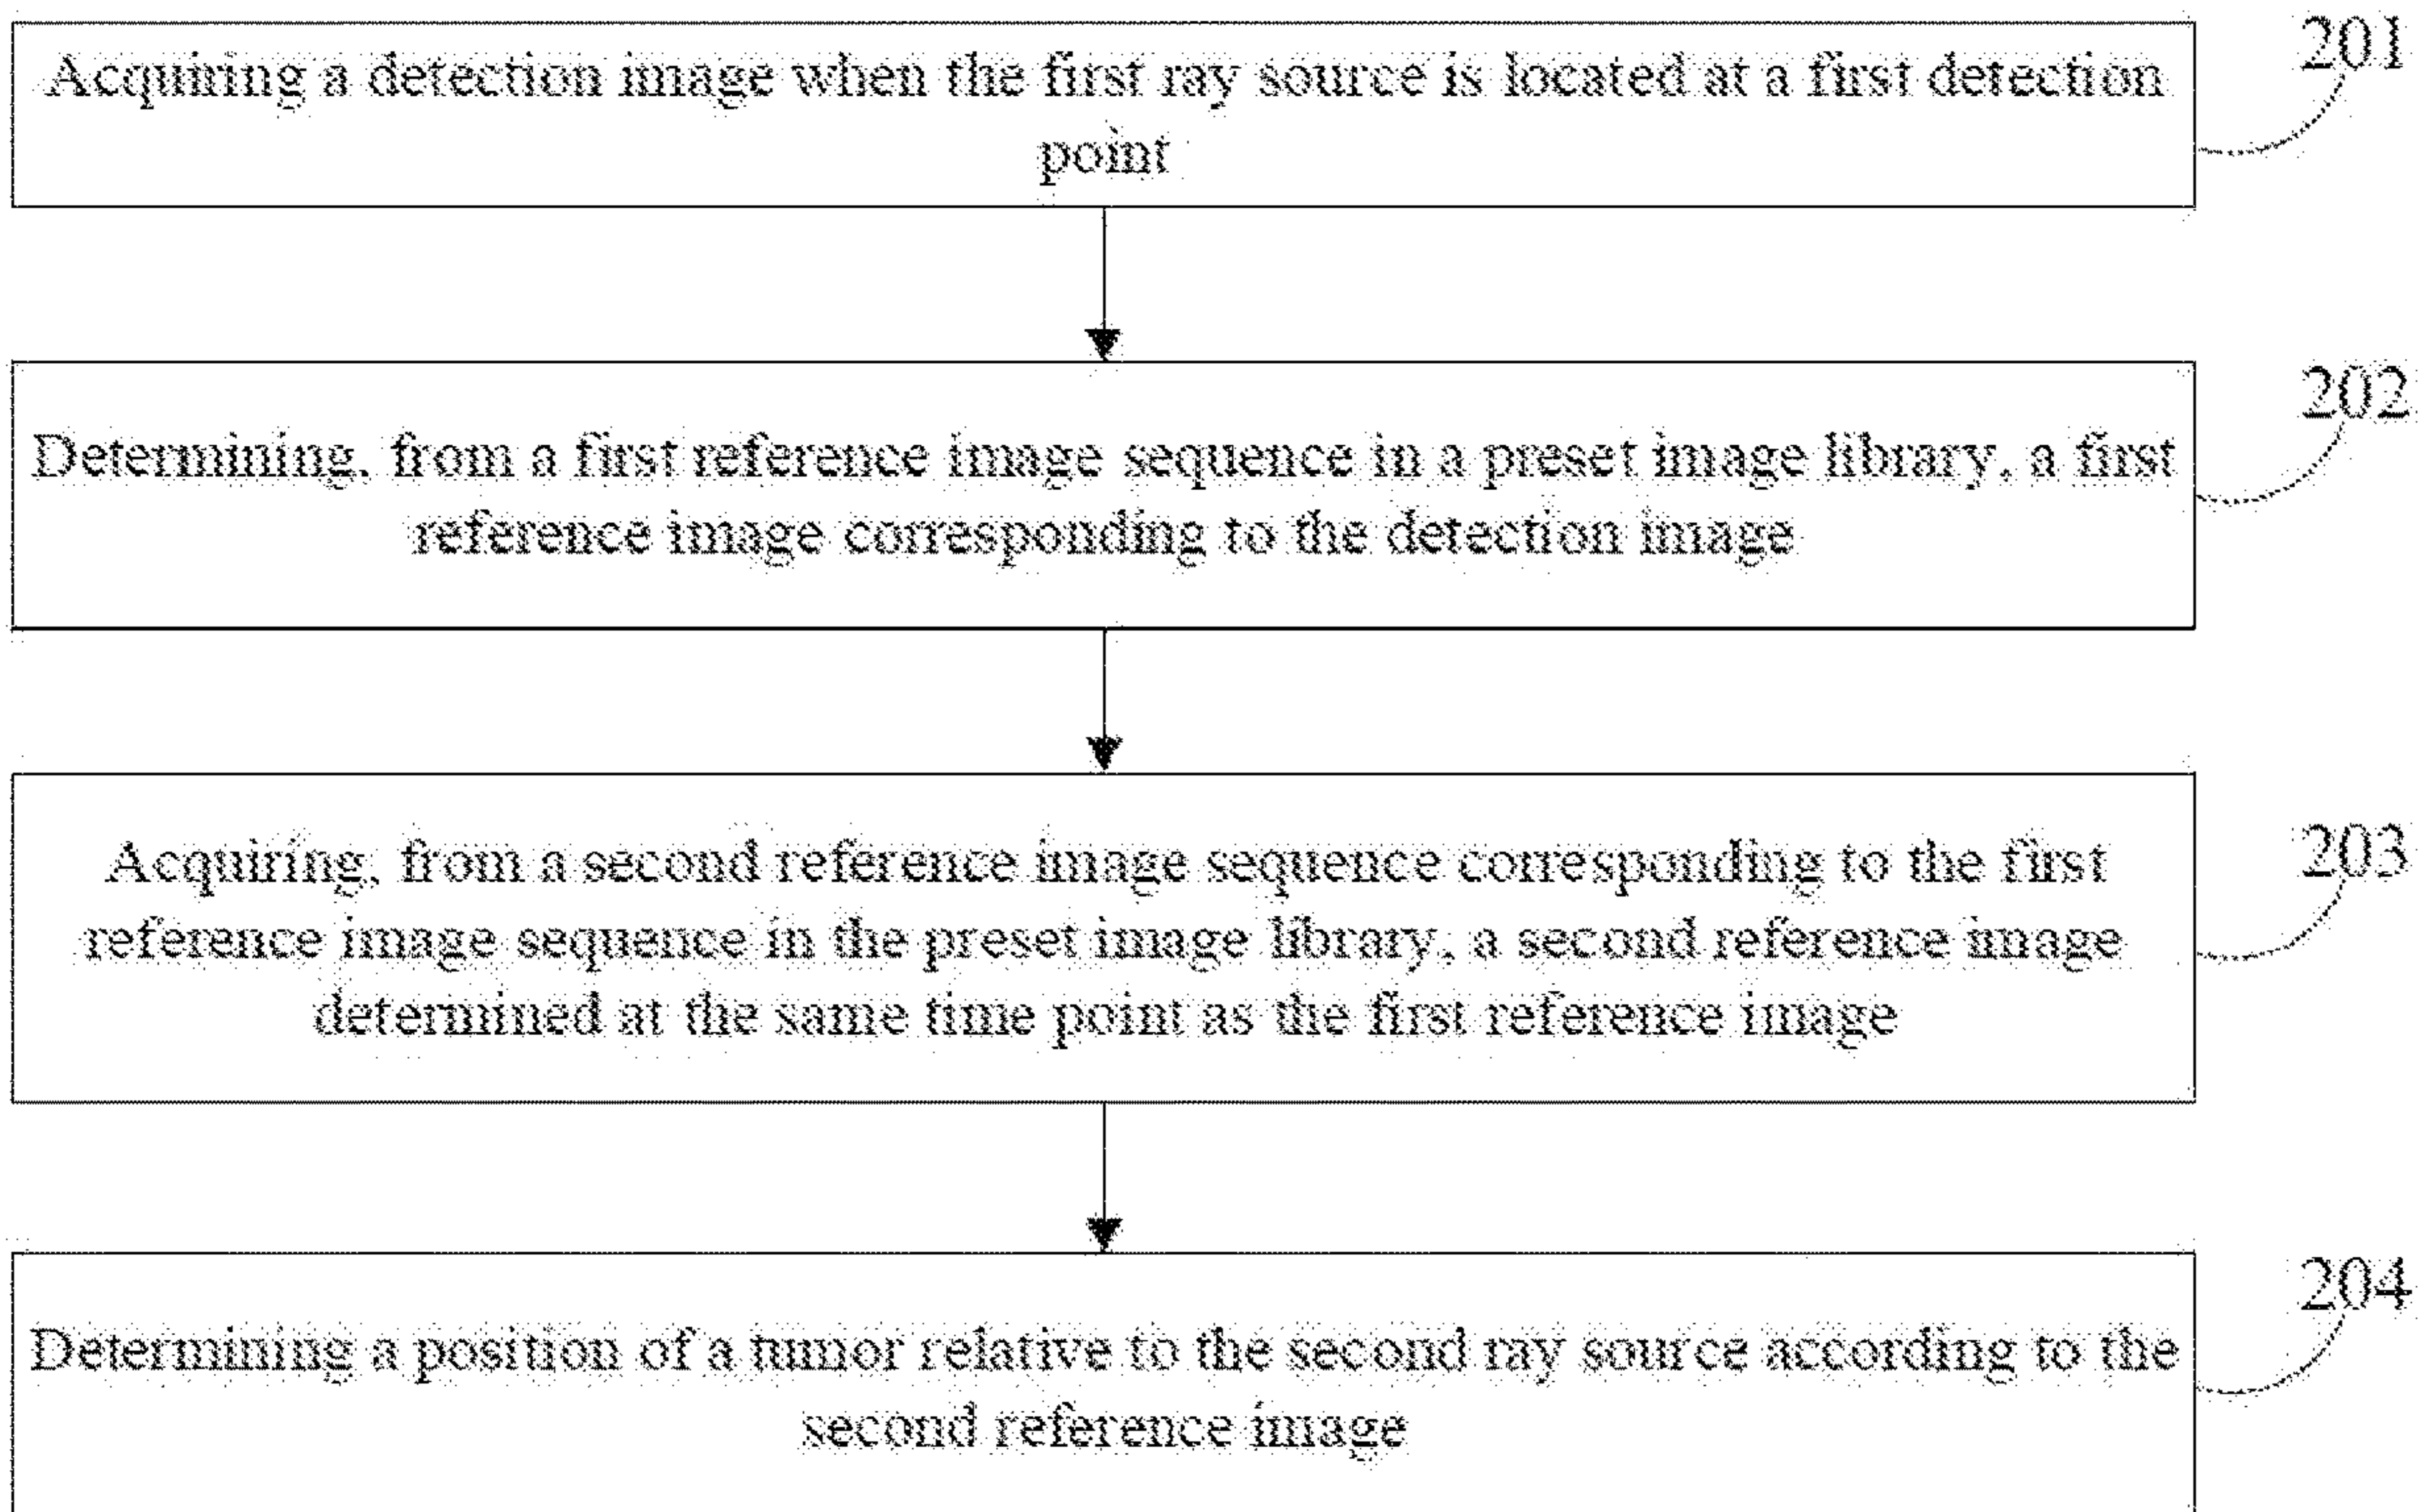 Acquiring a detection image when the first ray source is located at a first detection
point
201
Determining, from a first reference image sequence in a preset image library, a first
reference image corresponding to the detection image
202
Acquiring, from a second reference image sequence corresponding to the first
reference image sequence in the preset image library, a second reference image
determined at the same time point as the first reference image
203
Determining a position of a tumor relative to the second ray source according to the
second reference image
204